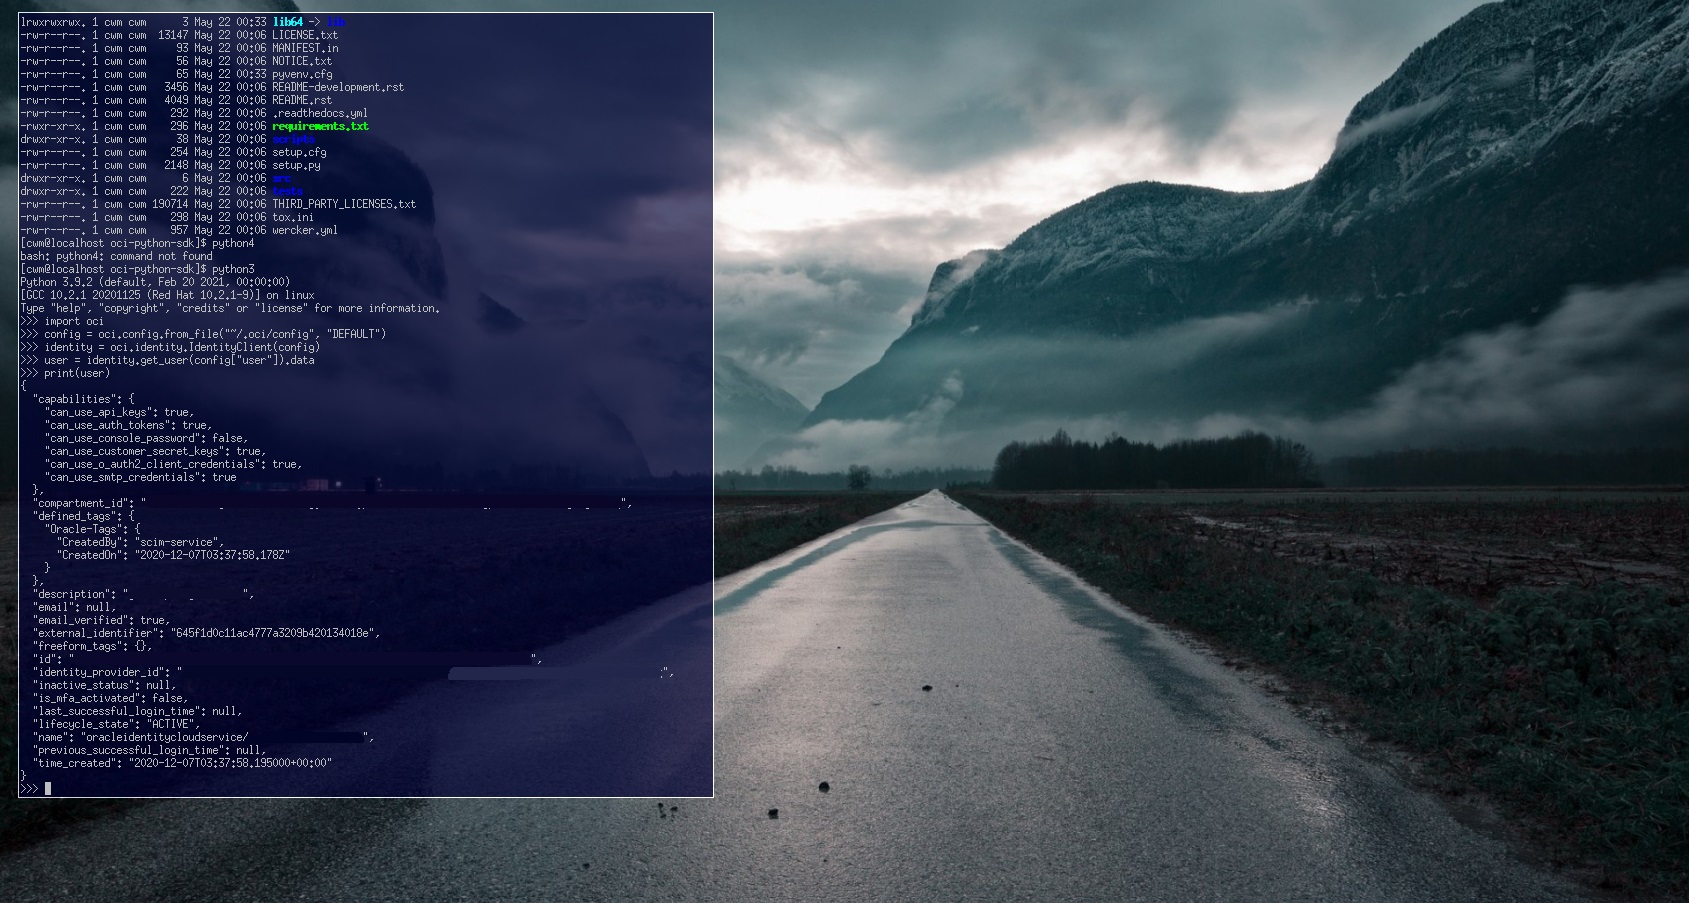 lrwxrwxrwx. 1 cwm cwm      3 May 22 00:33 lib64 -> lib
-rw-r--r--. 1 cwm cwm  13147 May 22 00:06 LICENSE.txt
-rw-r--r--. 1 cwm cwm     93 May 22 00:06 MANIFEST.in
-rw-r--r--. 1 cwm cwm     56 May 22 00:06 NOTICE.txt
-rw-r--r--. 1 cwm cwm     65 May 22 00:33 pyvenv.cfg
-rw-r--r--. 1 cwm cwm   3456 May 22 00:06 README-development.rst
-rw-r--r--. 1 cwm cwm   4049 May 22 00:06 README.rst
-rw-r--r--. 1 cwm cwm    292 May 22 00:06 .readthedocs.yml
-rwxr-xr-x. 1 cwm cwm    296 May 22 00:06 requirements.txt
drwxr-xr-x. 1 cwm cwm     38 May 22 00:06 scripts
-rw-r--r--. 1 cwm cwm    254 May 22 00:06 setup.cfg
-rw-r--r--. 1 cwm cwm   2148 May 22 00:06 setup.py
drwxr-xr-x. 1 cwm cwm      6 May 22 00:06 src
drwxr-xr-x. 1 cwm cwm    222 May 22 00:06 tests
-rw-r--r--. 1 cwm cwm 190714 May 22 00:06 THIRD_PARTY_LICENSES.txt
-rw-r--r--. 1 cwm cwm    298 May 22 00:06 tox.ini
-rw-r--r--. 1 cwm cwm    957 May 22 00:06 wercker.yml
[cwm@localhost oci-python-sdk]$ python4
bash: python4: command not found
[cwm@localhost oci-python-sdk]$ python3
Python 3.9.2 (default, Feb 20 2021, 00:00:00)
[GCC 10.2.1 20201125 (Red Hat 10.2.1-9)] on linux
Type "help", "copyright", "credits" or "license" for more information.
>>> import oci
>>> config = oci.config.from_file("~/.oci/config", "DEFAULT")
>>> identity = oci.identity.IdentityClient(config)
>>> user = identity.get_user(config["user"]).data
>>> print(user)
{
  "capabilities": {
    "can_use_api_keys": true,
    "can_use_auth_tokens": true,
    "can_use_console_password": false,
    "can_use_customer_secret_keys": true,
    "can_use_o_auth2_client_credentials": true,
    "can_use_smtp_credentials": true
  },
  "compartment_id": "",
  "defined_tags": {
    "Oracle-Tags": {
      "CreatedBy": "scim-service",
      "CreatedOn": "2020-12-07T03:37:58.178Z"
    }
  },
  "description": "",
  "email": null,
  "email_verified": true,
  "external_identifier": "645f1d0c11ac4777a3209b420134018e",
  "freeform_tags": {},
  "id": "",
  "identity_provider_id": "",
  "inactive_status": null,
  "is_mfa_activated": false,
  "last_successful_login_time": null,
  "lifecycle_state": "ACTIVE",
  "name": "oracleidentitycloudservice/",
  "previous_successful_login_time": null,
  "time_created": "2020-12-07T03:37:58.195000+00:00"
}
>>>